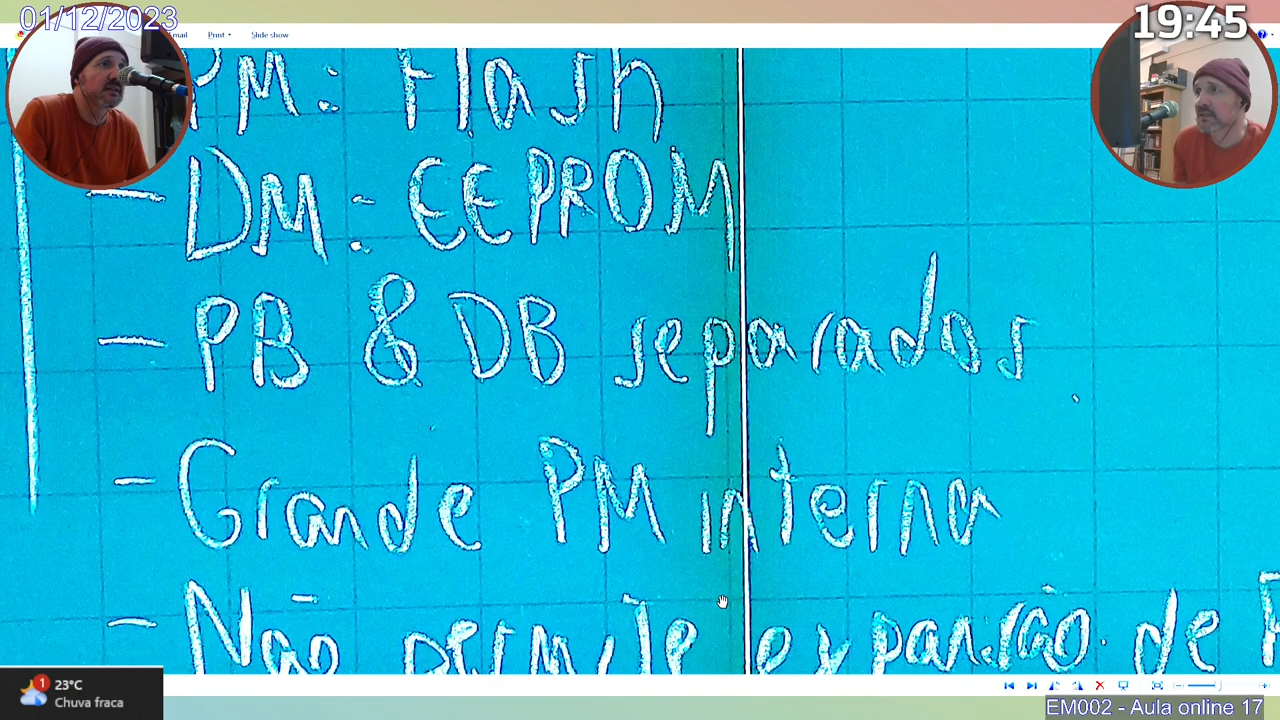 01/12/2023
19:45
Print
Slide show
PM: Flash
- DM: EEPROM
- PB & DB separados
- Grande PM interna
- Não permite expansão de
1
23°C
Chuva fraca
EM002 - Aula online 17